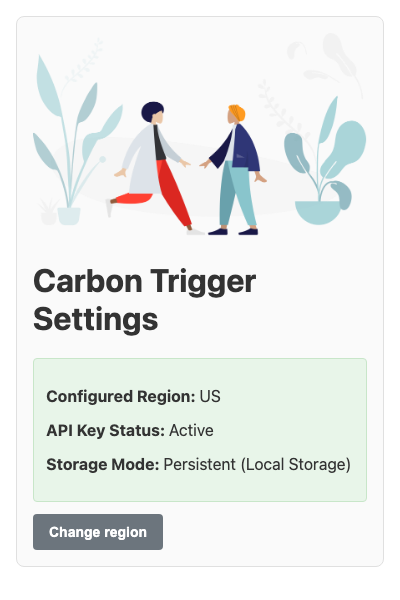 Carbon Trigger
Settings
Configured Region: US
API Key Status: Active
Storage Mode: Persistent (Local Storage)
Change region